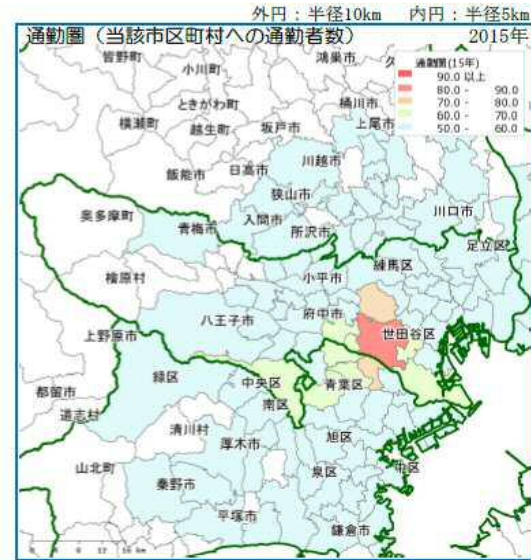 外円：半径10km　内円：半径5km
通勤圏（当該市区町村への通勤者数）　2015年
通勤圏(15年)
90.0 以上
80.0 - 90.0
70.0 - 80.0
60.0 - 70.0
50.0 - 60.0
皆野町
鴻巣市
小川町
ときがわ町
桶川市
横瀬町
越生町
坂戸市
上尾市
川越市
飯能市
日高市
狭山市
川口市
奥多摩町
入間市
足立区
青梅市
所沢市
練馬区
小平市
檜原村
府中市
八王子市
世田谷区
上野原市
緑区
中央区
青葉区
都留市
南区
道志村
清川村
厚木市
旭区
山北町
泉区
中区
秦野市
平塚市
鎌倉市